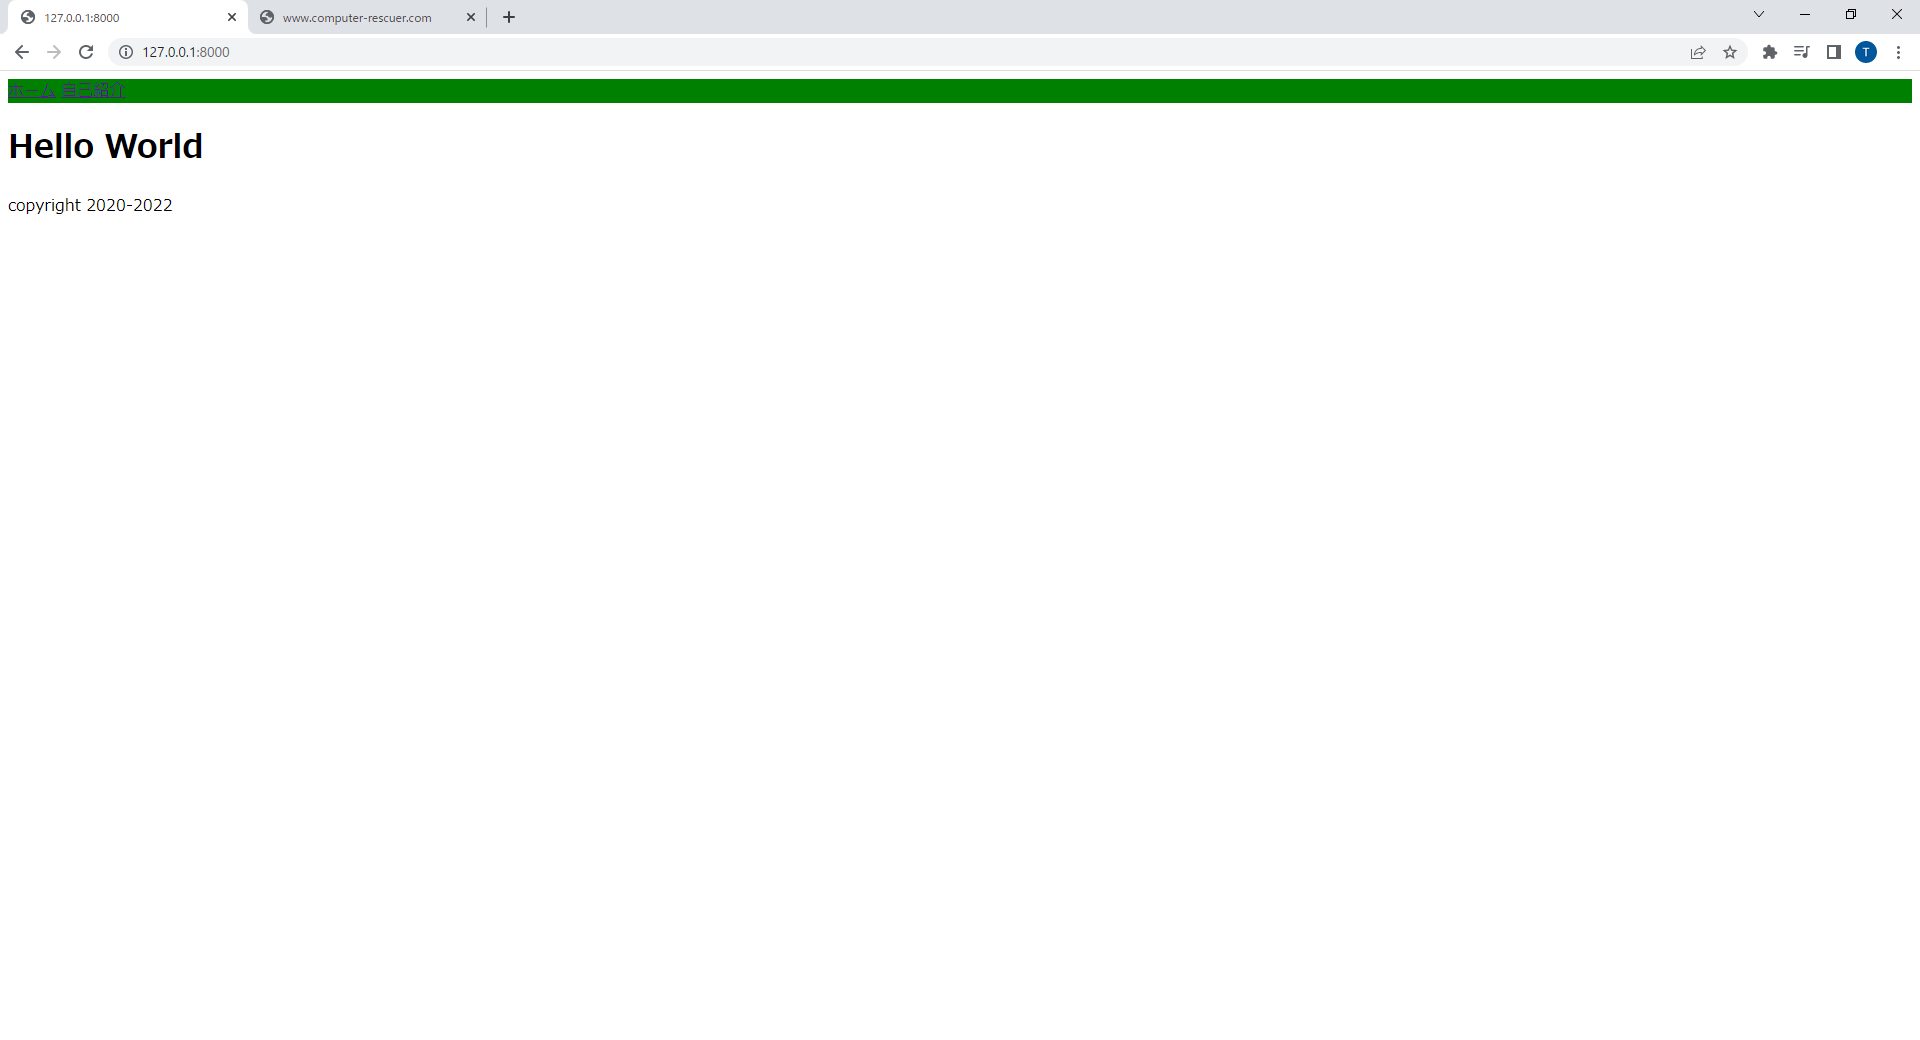 127.0.0.1:8000
www.computer-rescuer.com
127.0.0.1:8000
T
ホーム 自己紹介
Hello World
copyright 2020-2022